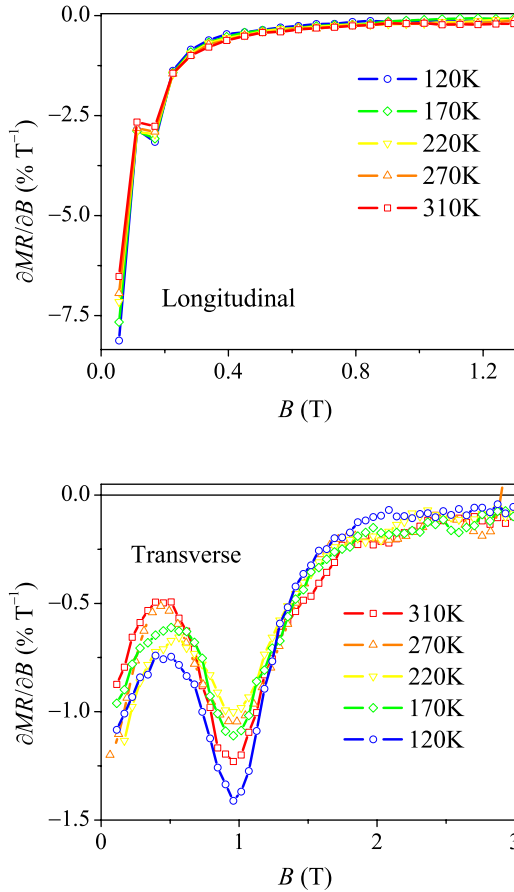 0.0
−2.5
−5.0
−7.5
∂MR/∂B (% T⁻¹)
120K
170K
220K
270K
310K
Longitudinal
0.0 0.4 0.8 1.2
B (T)
0.0
−0.5
−1.0
−1.5
∂MR/∂B (% T⁻¹)
Transverse
310K
270K
220K
170K
120K
0 1 2 3
B (T)